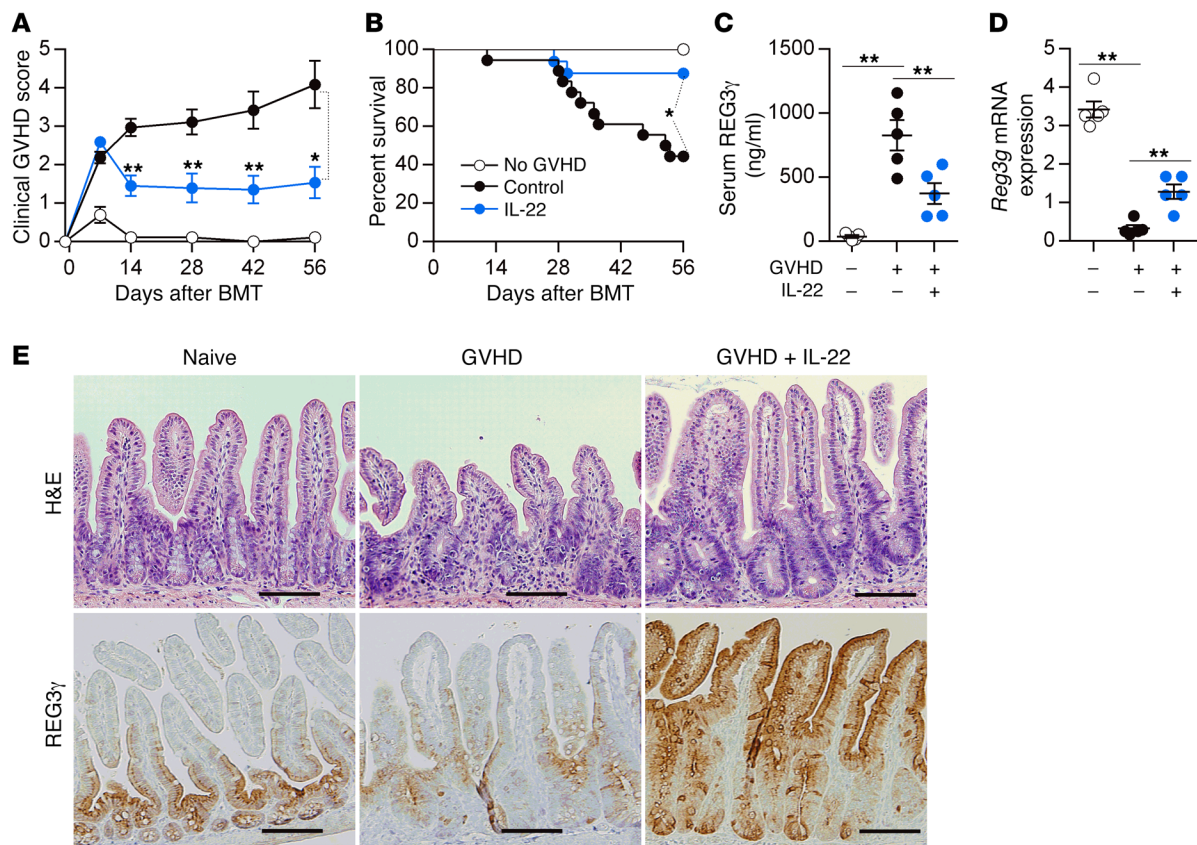 A
Clinical GVHD score
5
4
3
2
1
0
** ** ** *
0 14 28 42 56
Days after BMT
B
Percent survival
100
80
60
40
20
0
*
No GVHD
Control
IL-22
0 14 28 42 56
Days after BMT
C
Serum REG3γ
(ng/ml)
1500
1000
500
0
** **
GVHD – + +
IL-22 – – +
D
Reg3g mRNA
expression
5
4
3
2
1
0
** **
– + +
– – +
E
Naive GVHD GVHD + IL-22
H&E
REG3γ